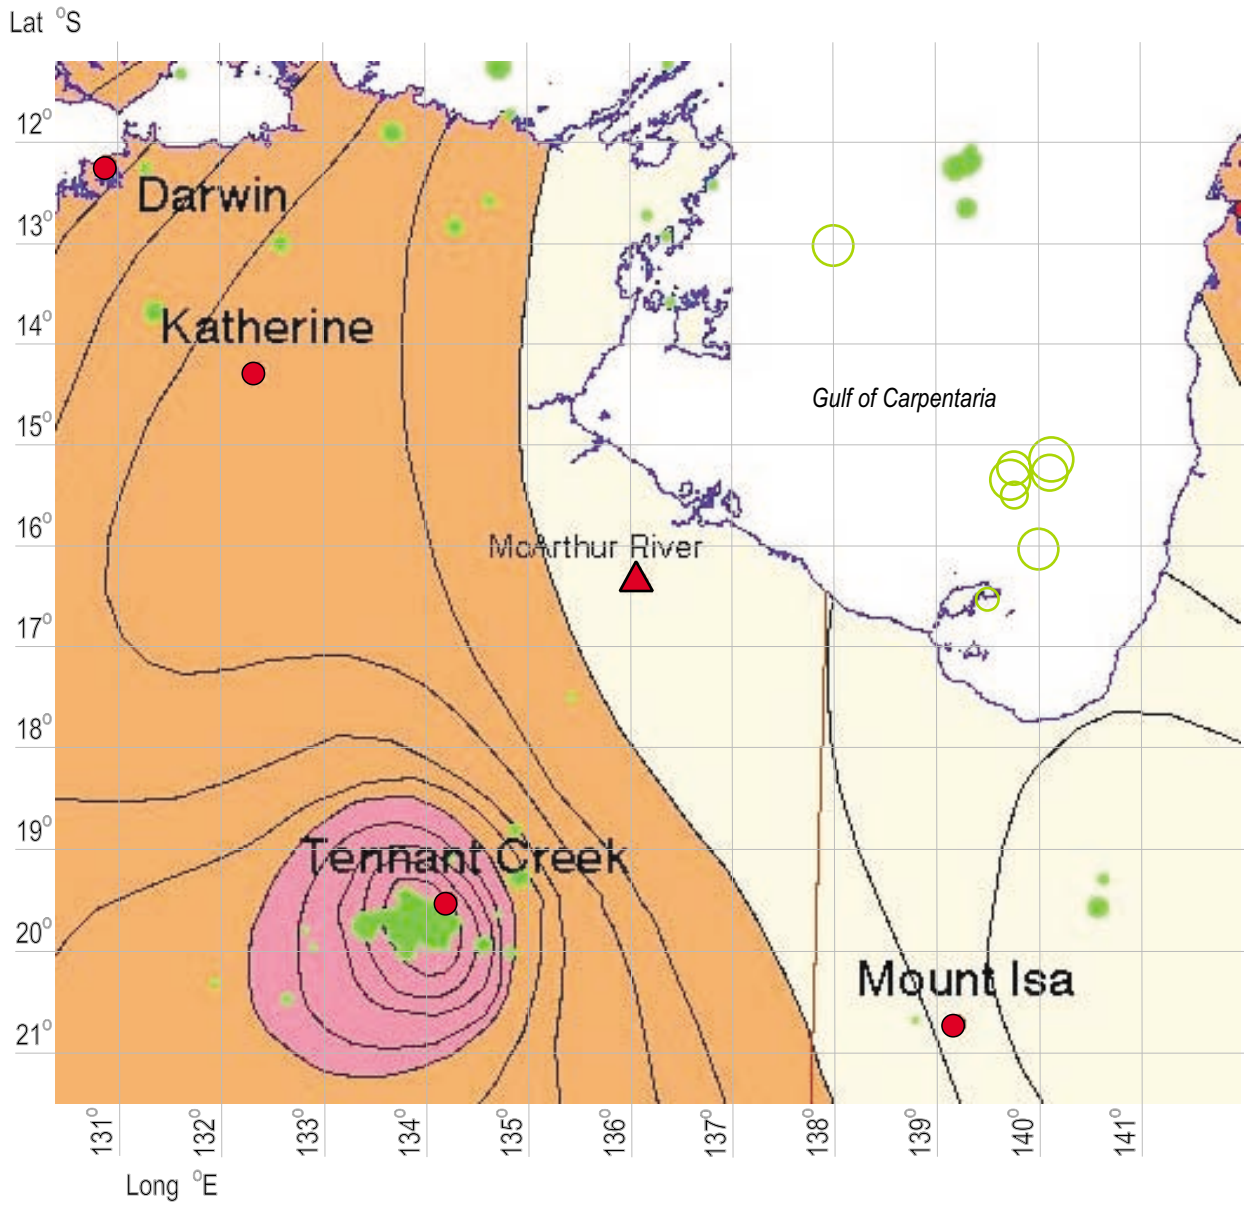 Lat °S
12°
Darwin
13°
14°
Katherine
Gulf of Carpentaria
15°
16°
McArthur River
17°
18°
19°
Tennant Creek
20°
Mount Isa
21°
131°
132°
133°
134°
135°
136°
137°
138°
139°
140°
141°
Long °E